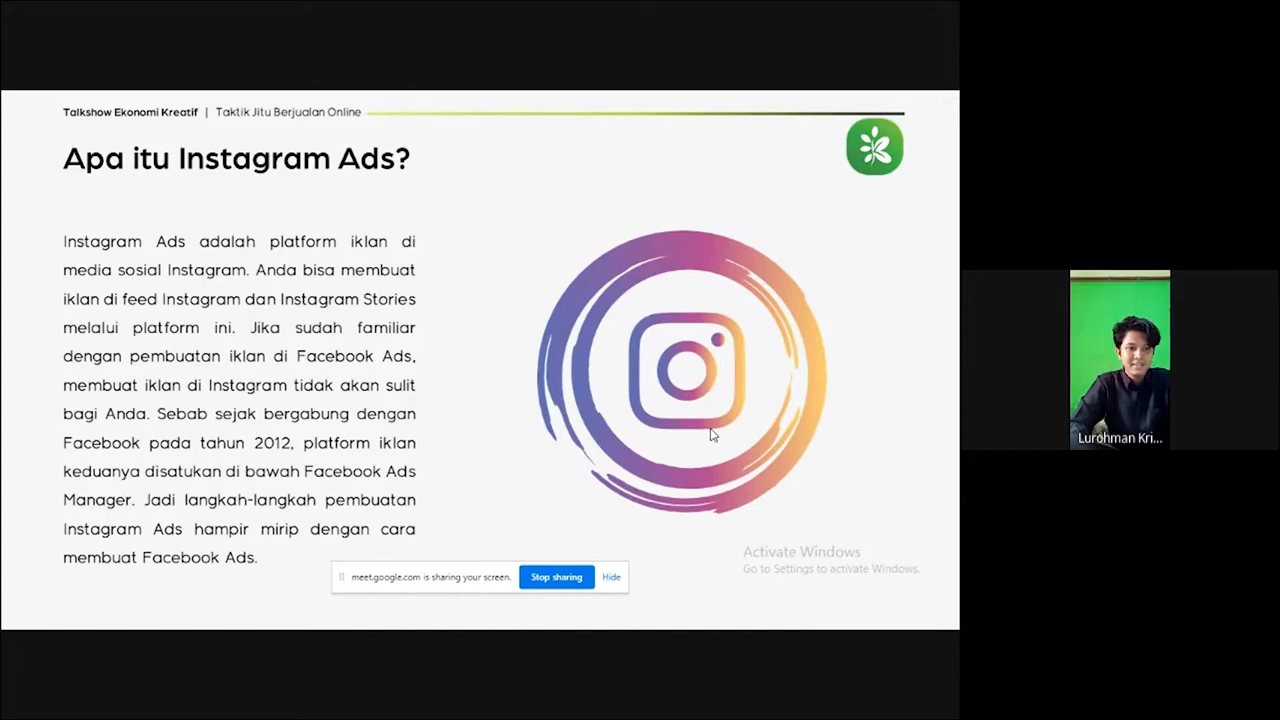 Talkshow Ekonomi Kreatif | Taktik Jitu Berjualan Online
Apa itu Instagram Ads?
Instagram Ads adalah platform iklan di
media sosial Instagram. Anda bisa membuat
iklan di feed Instagram dan Instagram Stories
melalui platform ini. Jika sudah familiar
dengan pembuatan iklan di Facebook Ads,
membuat iklan di Instagram tidak akan sulit
bagi Anda. Sebab sejak bergabung dengan
Facebook pada tahun 2012, platform iklan
keduanya disatukan di bawah Facebook Ads
Manager. Jadi langkah-langkah pembuatan
Instagram Ads hampir mirip dengan cara
membuat Facebook Ads.
meet.google.com is sharing your screen.
Stop sharing
Hide
Activate Windows
Go to Settings to activate Windows.
Lurohman Kri...